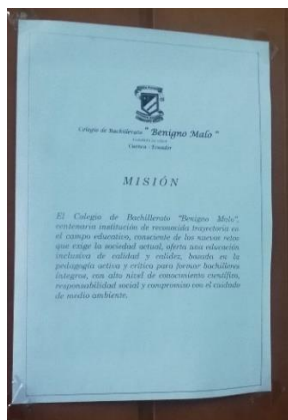 Colegio de Bachillerato "Benigno Malo"
Cuenca - Ecuador
MISIÓN
El Colegio de Bachillerato "Benigno Malo",
centenaria institución de reconocida trayectoria en
el campo educativo, consciente de los nuevos retos
que exige la sociedad actual, oferta una educación
inclusiva de calidad y calidez, basada en la
pedagogía activa y crítica para formar bachilleres
íntegros, con alto nivel de conocimiento científico,
responsabilidad social y compromiso con el cuidado
de medio ambiente.